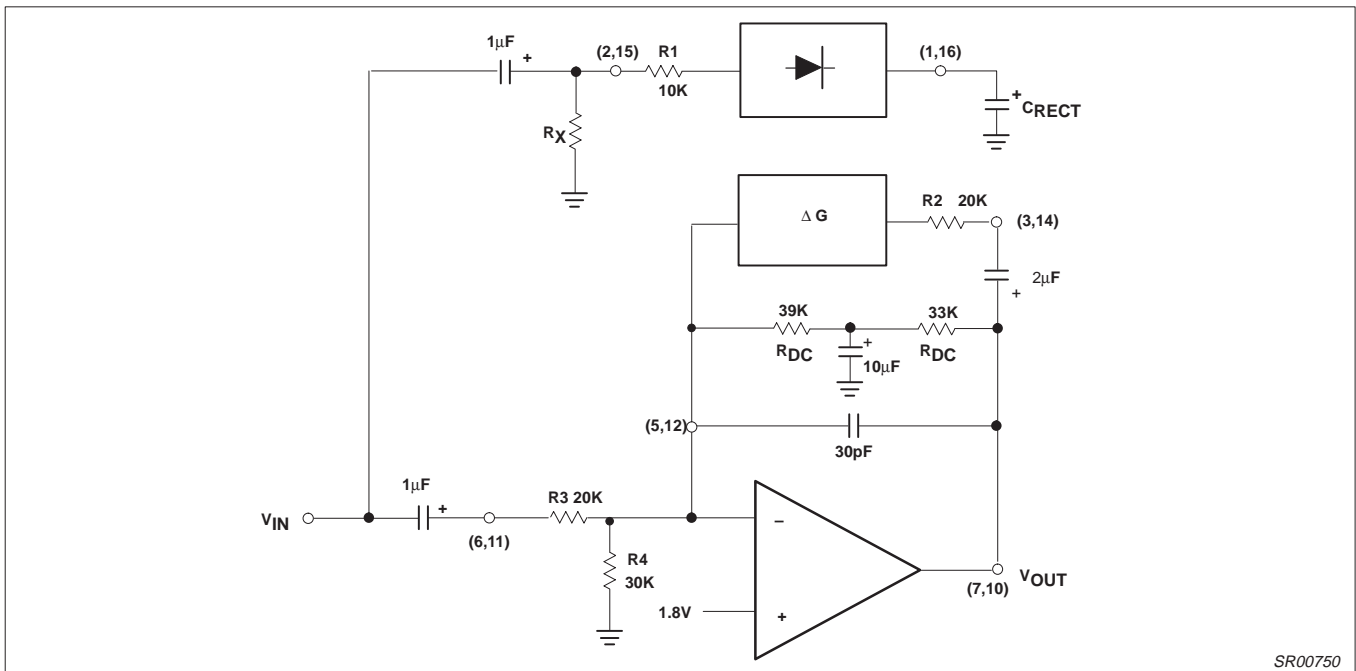 1μF
+
(2,15)
R1
10K
(1,16)
+
CRECT
RX
Δ G
R2 20K
(3,14)
2μF
+
39K
33K
RDC
+
10μF
RDC
(5,12)
30pF
1μF
+
R3 20K
VIN
(6,11)
R4
30K
–
+
1.8V
(7,10)
VOUT
SR00750